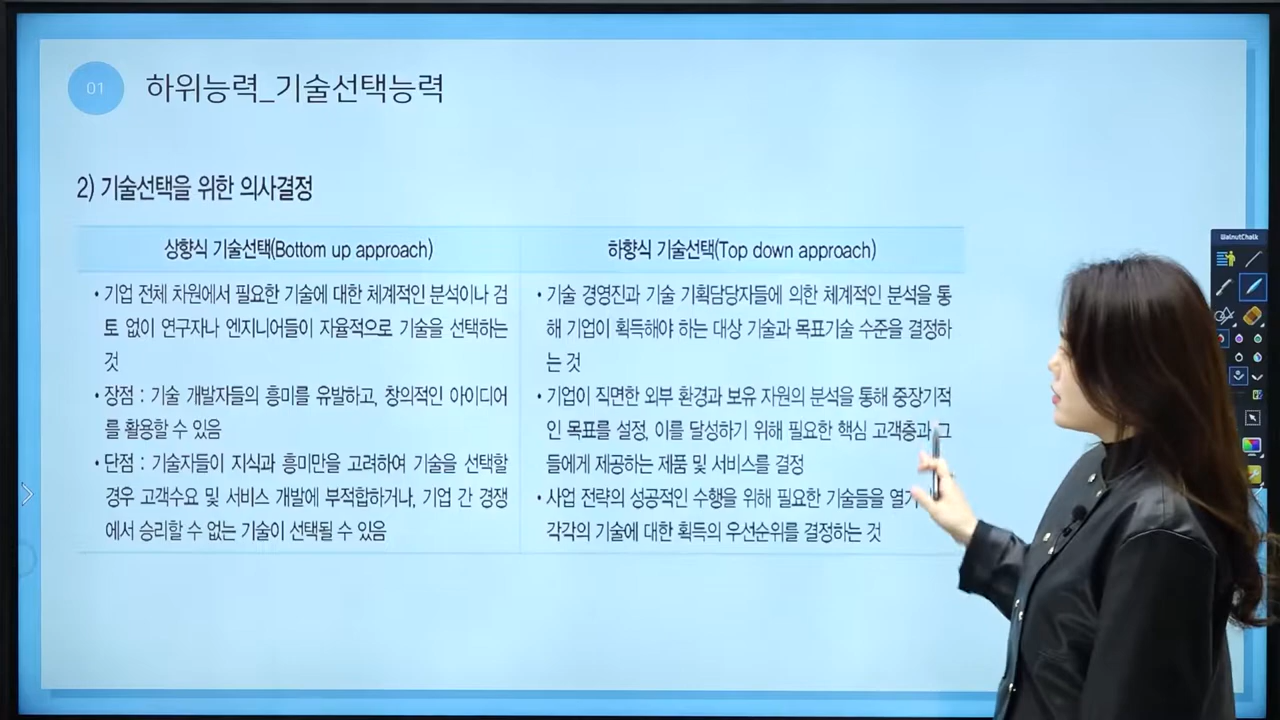 01
하위능력_기술선택능력
2) 기술선택을 위한 의사결정
상향식 기술선택(Bottom up approach)
• 기업 전체 차원에서 필요한 기술에 대한 체계적인 분석이나 검
토 없이 연구자나 엔지니어들이 자율적으로 기술을 선택하는
것
• 장점 : 기술 개발자들의 흥미를 유발하고, 창의적인 아이디어
를 활용할 수 있음
• 단점 : 기술자들이 지식과 흥미만을 고려하여 기술을 선택할
경우 고객수요 및 서비스 개발에 부적합하거나, 기업 간 경쟁
에서 승리할 수 없는 기술이 선택될 수 있음
하향식 기술선택(Top down approach)
• 기술 경영진과 기술 기획담당자들에 의한 체계적인 분석을 통
해 기업이 획득해야 하는 대상 기술과 목표기술 수준을 결정하
는 것
• 기업이 직면한 외부 환경과 보유 자원의 분석을 통해 중장기적
인 목표를 설정, 이를 달성하기 위해 필요한 핵심 고객층과 그
들에게 제공하는 제품 및 서비스를 결정
• 사업 전략의 성공적인 수행을 위해 필요한 기술들을
각각의 기술에 대한 획득의 우선순위를 결정하는 것
WalnutChalk